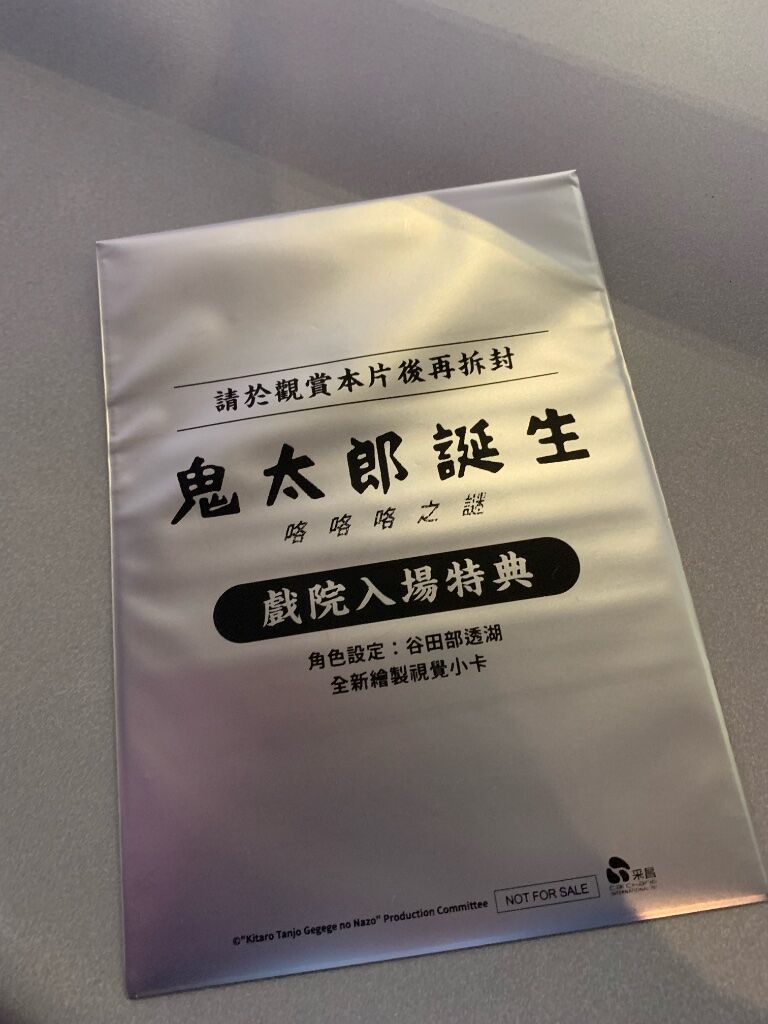 請於觀賞本片後再拆封
鬼太郎誕生
咯咯咯之謎
戲院入場特典
角色設定：谷田部透湖
全新繪製視覺小卡
采昌
INTERNATIONAL
NOT FOR SALE
©"Kitaro Tanjo Gegege no Nazo" Production Committee